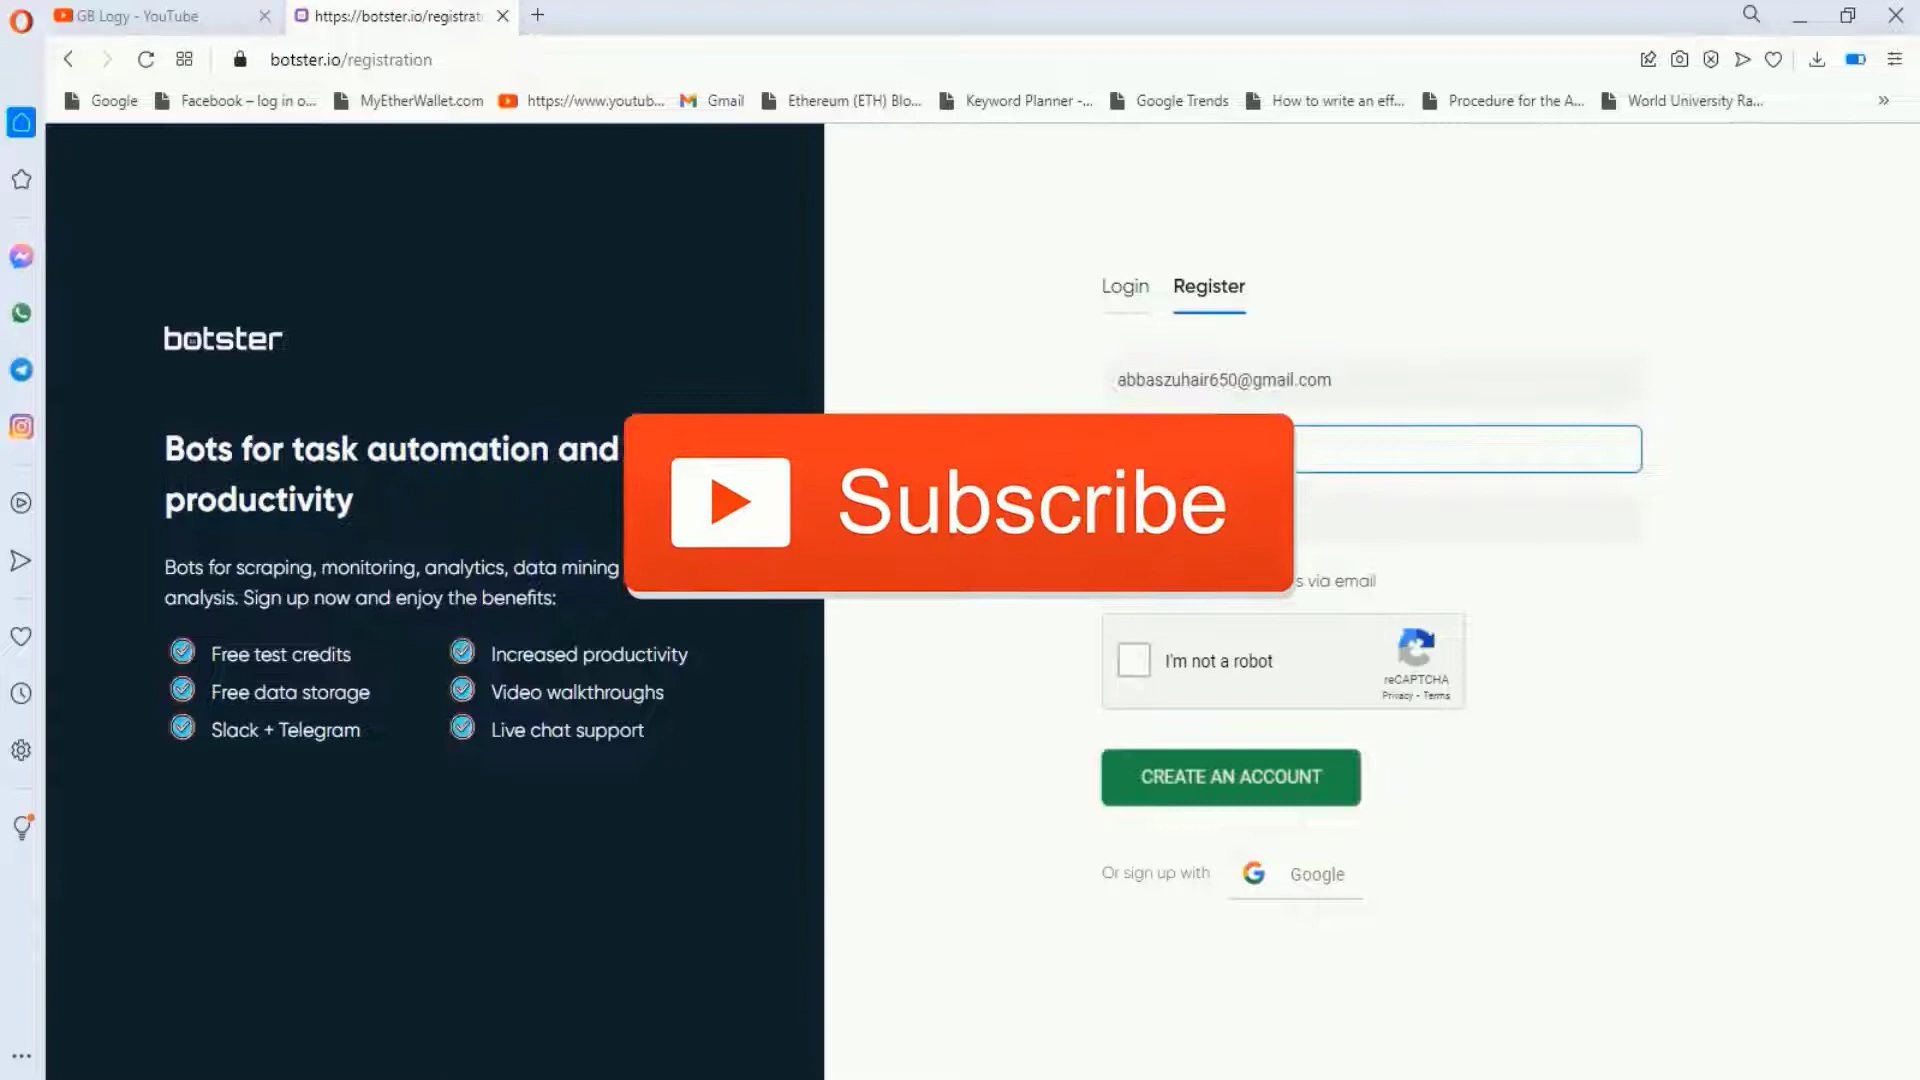 GB Logy - YouTube
https://botster.io/registrat
botster.io/registration
Google
Facebook – log in o...
MyEtherWallet.com
https://www.youtub...
Gmail
Ethereum (ETH) Blo...
Keyword Planner -...
Google Trends
How to write an eff...
Procedure for the A...
World University Ra...
botster
Bots for task automation and
productivity
Bots for scraping, monitoring, analytics, data mining
analysis. Sign up now and enjoy the benefits:
Free test credits
Increased productivity
Free data storage
Video walkthroughs
Slack + Telegram
Live chat support
Subscribe
Login
Register
abbaszuhair650@gmail.com
s via email
I'm not a robot
reCAPTCHA
Privacy - Terms
CREATE AN ACCOUNT
Or sign up with
Google